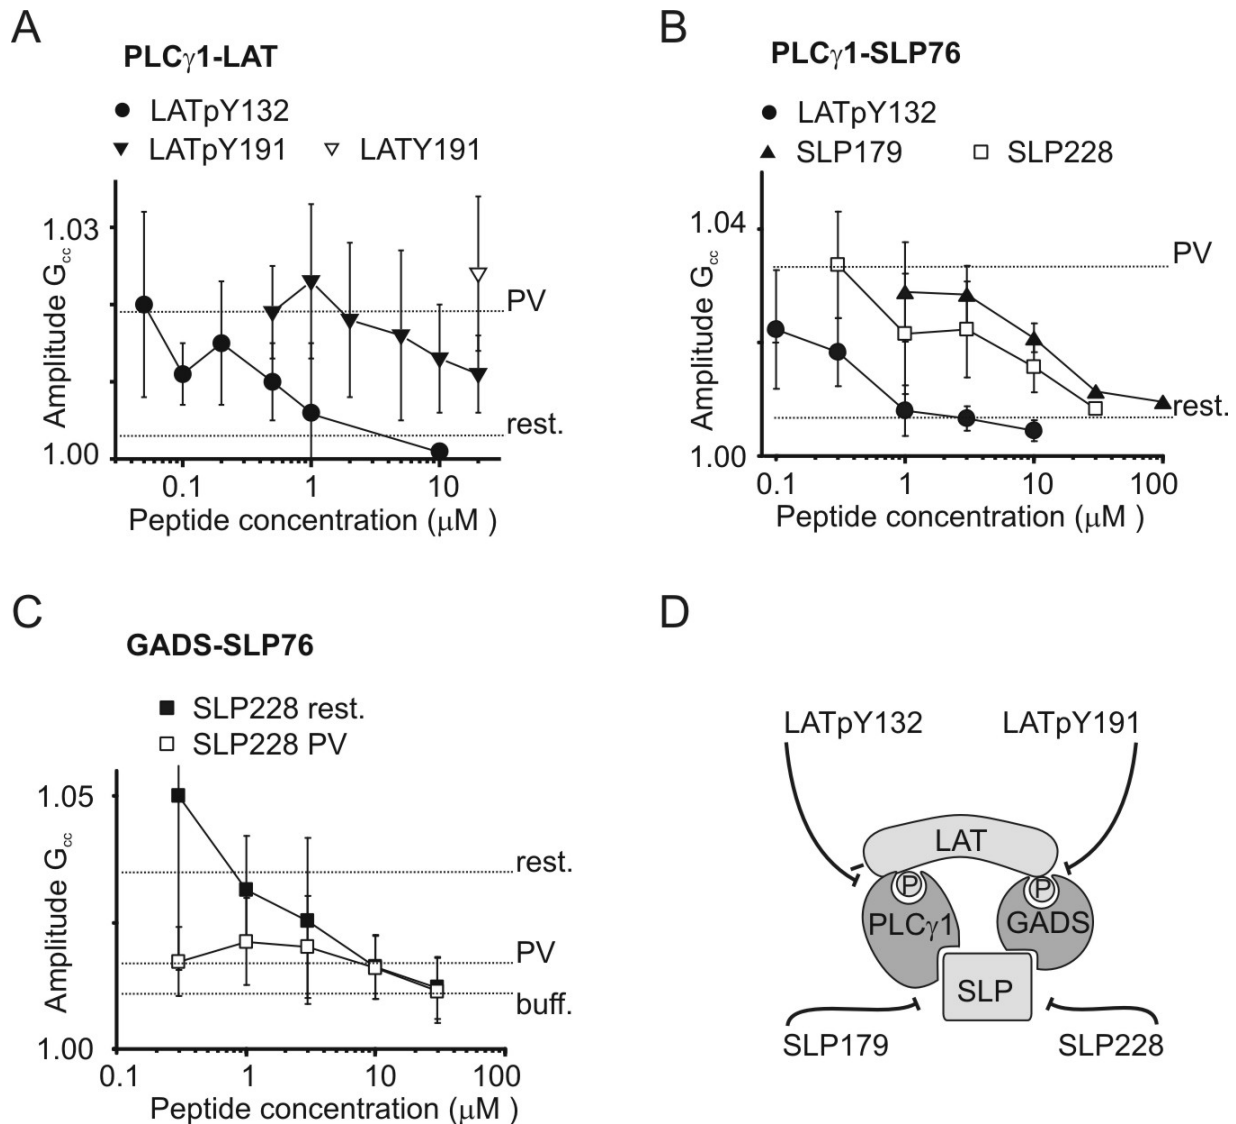 A
PLCγ1-LAT
LATpY132
LATpY191
LATY191
Amplitude Gcc
1.03
1.00
PV
rest.
0.1
1
10
Peptide concentration (μM )
B
PLCγ1-SLP76
LATpY132
SLP179
SLP228
Amplitude Gcc
1.04
1.00
PV
rest.
0.1
1
10
100
Peptide concentration (μM )
C
GADS-SLP76
SLP228 rest.
SLP228 PV
Amplitude Gcc
1.05
1.00
rest.
PV
buff.
0.1
1
10
100
Peptide concentration (μM )
D
LATpY132
LATpY191
LAT
P
P
PLCγ1
GADS
SLP
SLP179
SLP228